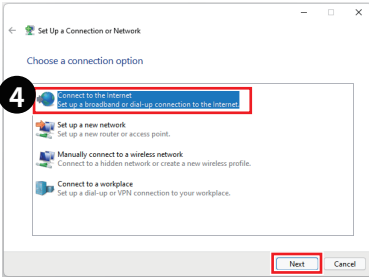 Set Up a Connection or Network
Choose a connection option
4
Connect to the Internet
Set up a broadband or dial-up connection to the Internet.
Set up a new network
Set up a new router or access point.
Manually connect to a wireless network
Connect to a hidden network or create a new wireless profile.
Connect to a workplace
Set up a dial-up or VPN connection to your workplace.
Next Cancel